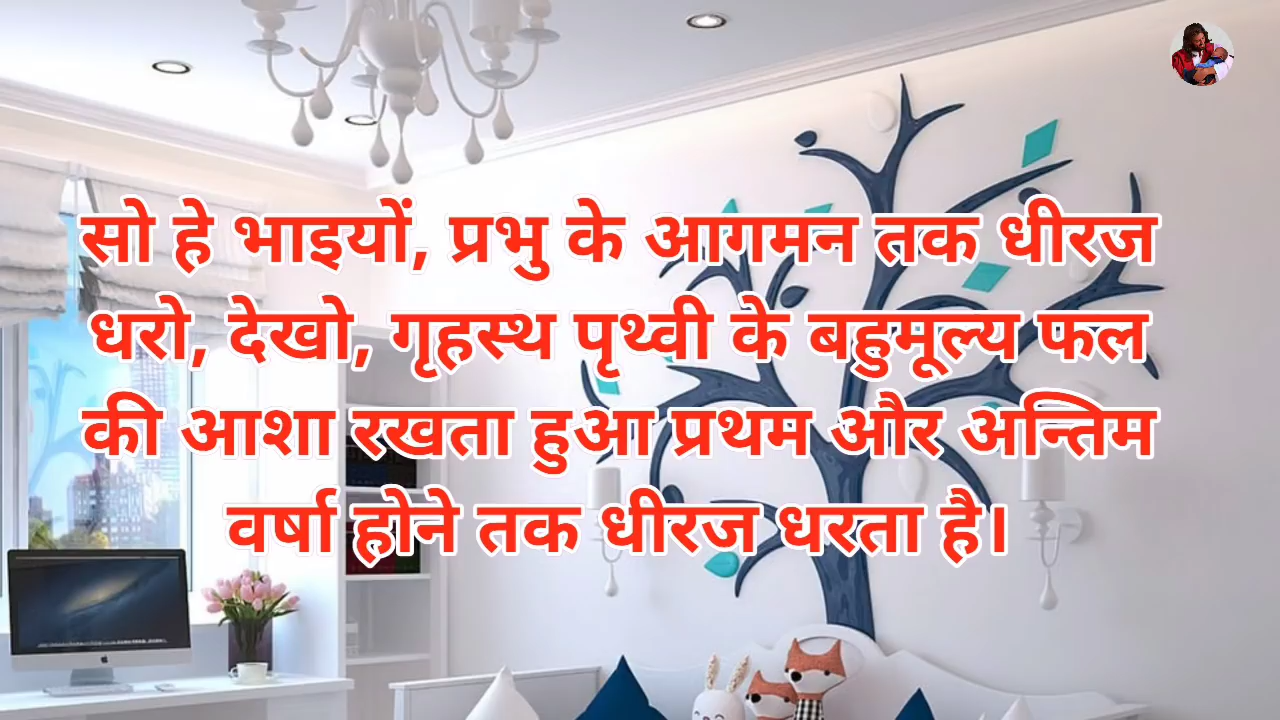 सो हे भाइयों, प्रभु के आगमन तक धीरज
धरो, देखो, गृहस्थ पृथ्वी के बहुमूल्य फल
की आशा रखता हुआ प्रथम और अन्तिम
वर्षा होने तक धीरज धरता है।